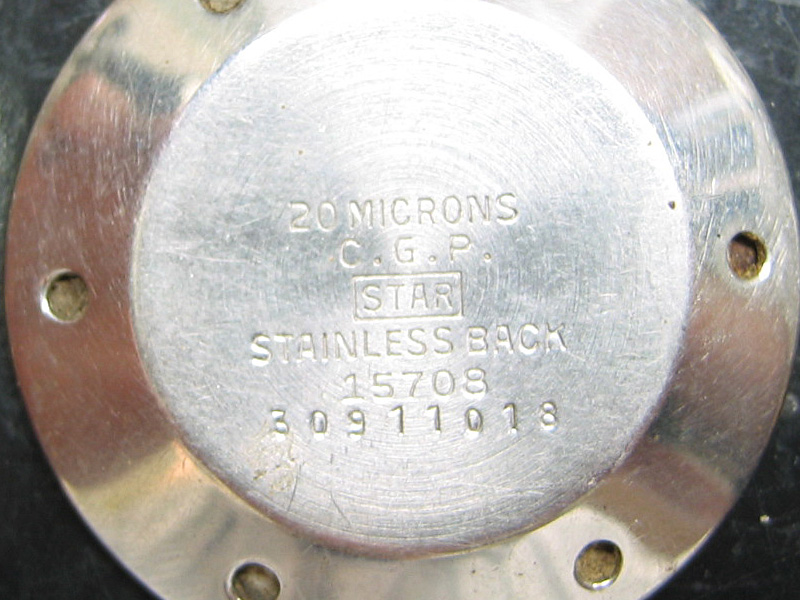 20 MICRONS
C.G.P.
STAR
STAINLESS BACK
15708
30911018